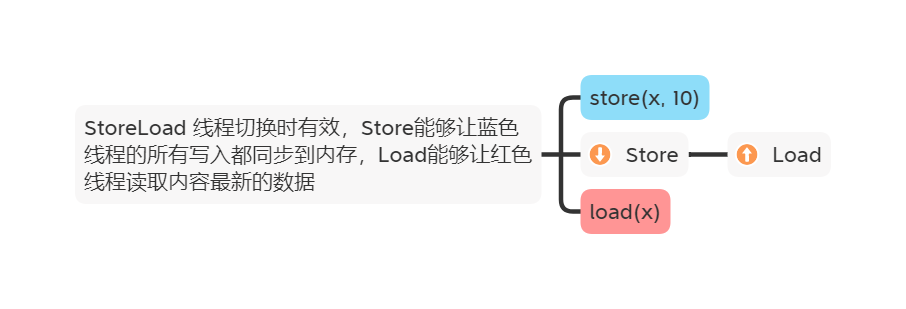 StoreLoad 线程切换时有效，Store能够让蓝色
线程的所有写入都同步到内存，Load能够让红色
线程读取内容最新的数据
store(x, 10)
Store
Load
load(x)